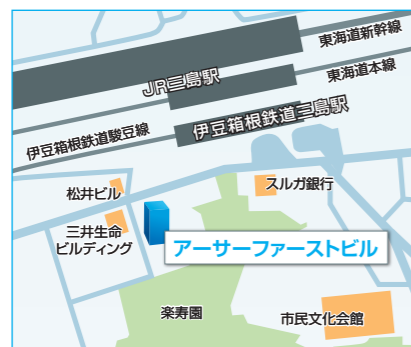 東海道新幹線
JR三島駅
東海道本線
伊豆箱根鉄道三島駅
伊豆箱根鉄道駿豆線
松井ビル
スルガ銀行
三井生命
ビルディング
アーサーファーストビル
楽寿園
市民文化会館